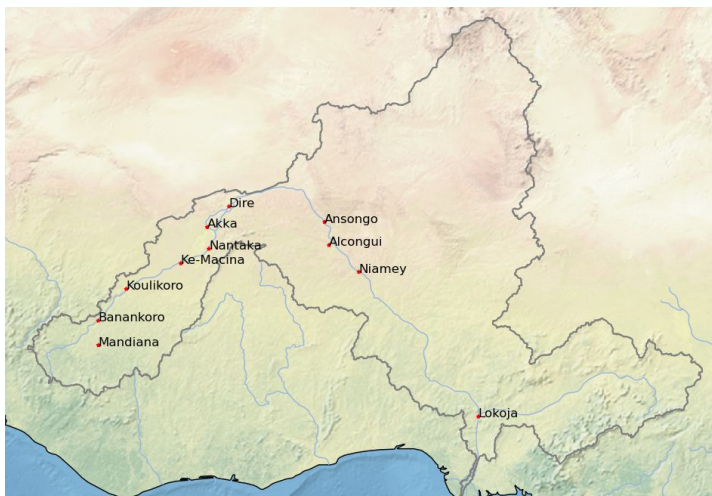 Dire
Ansongo
Akka
Alcongui
Nantaka
Ke-Macina
Niamey
Koulikoro
Banankoro
Mandiana
Lokoja